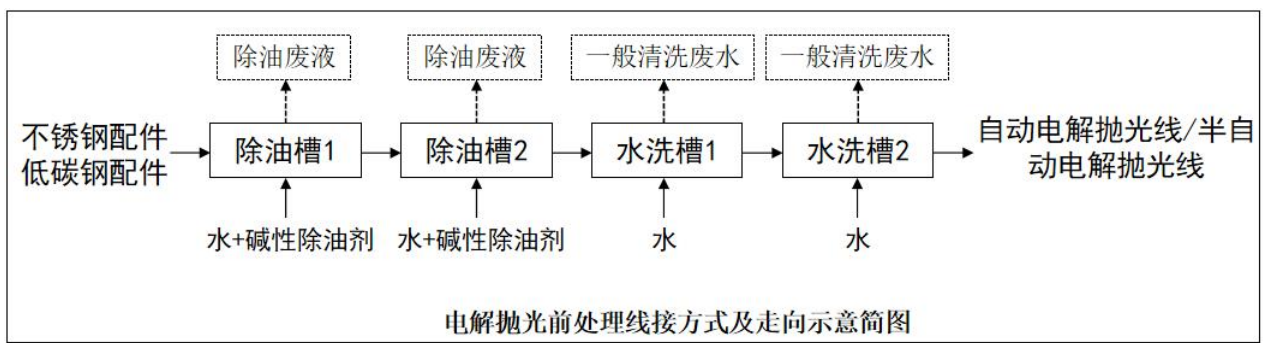 除油废液
除油废液
一般清洗废水
一般清洗废水
不锈钢配件
低碳钢配件
除油槽1
除油槽2
水洗槽1
水洗槽2
自动电解抛光线/半自
动电解抛光线
水+碱性除油剂
水+碱性除油剂
水
水
电解抛光前处理线接方式及走向示意简图